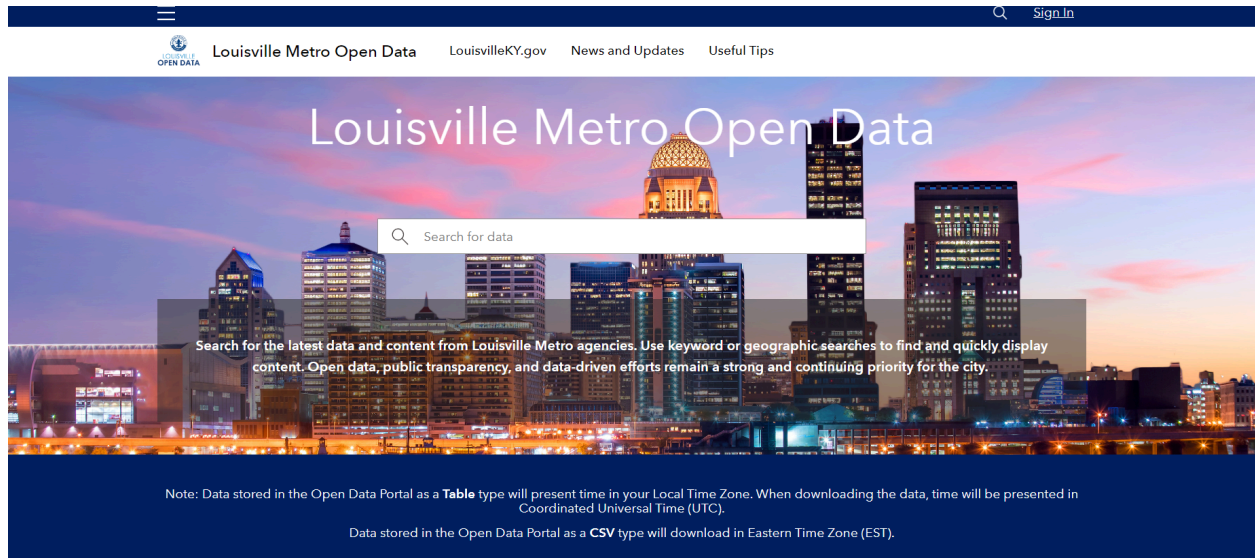 Sign In
LOUISVILLE
OPEN DATA
Louisville Metro Open Data
LouisvilleKY.gov
News and Updates
Useful Tips
Louisville Metro Open Data
Search for data
Search for the latest data and content from Louisville Metro agencies. Use keyword or geographic searches to find and quickly display
content. Open data, public transparency, and data-driven efforts remain a strong and continuing priority for the city.
Note: Data stored in the Open Data Portal as a Table type will present time in your Local Time Zone. When downloading the data, time will be presented in
Coordinated Universal Time (UTC).
Data stored in the Open Data Portal as a CSV type will download in Eastern Time Zone (EST).